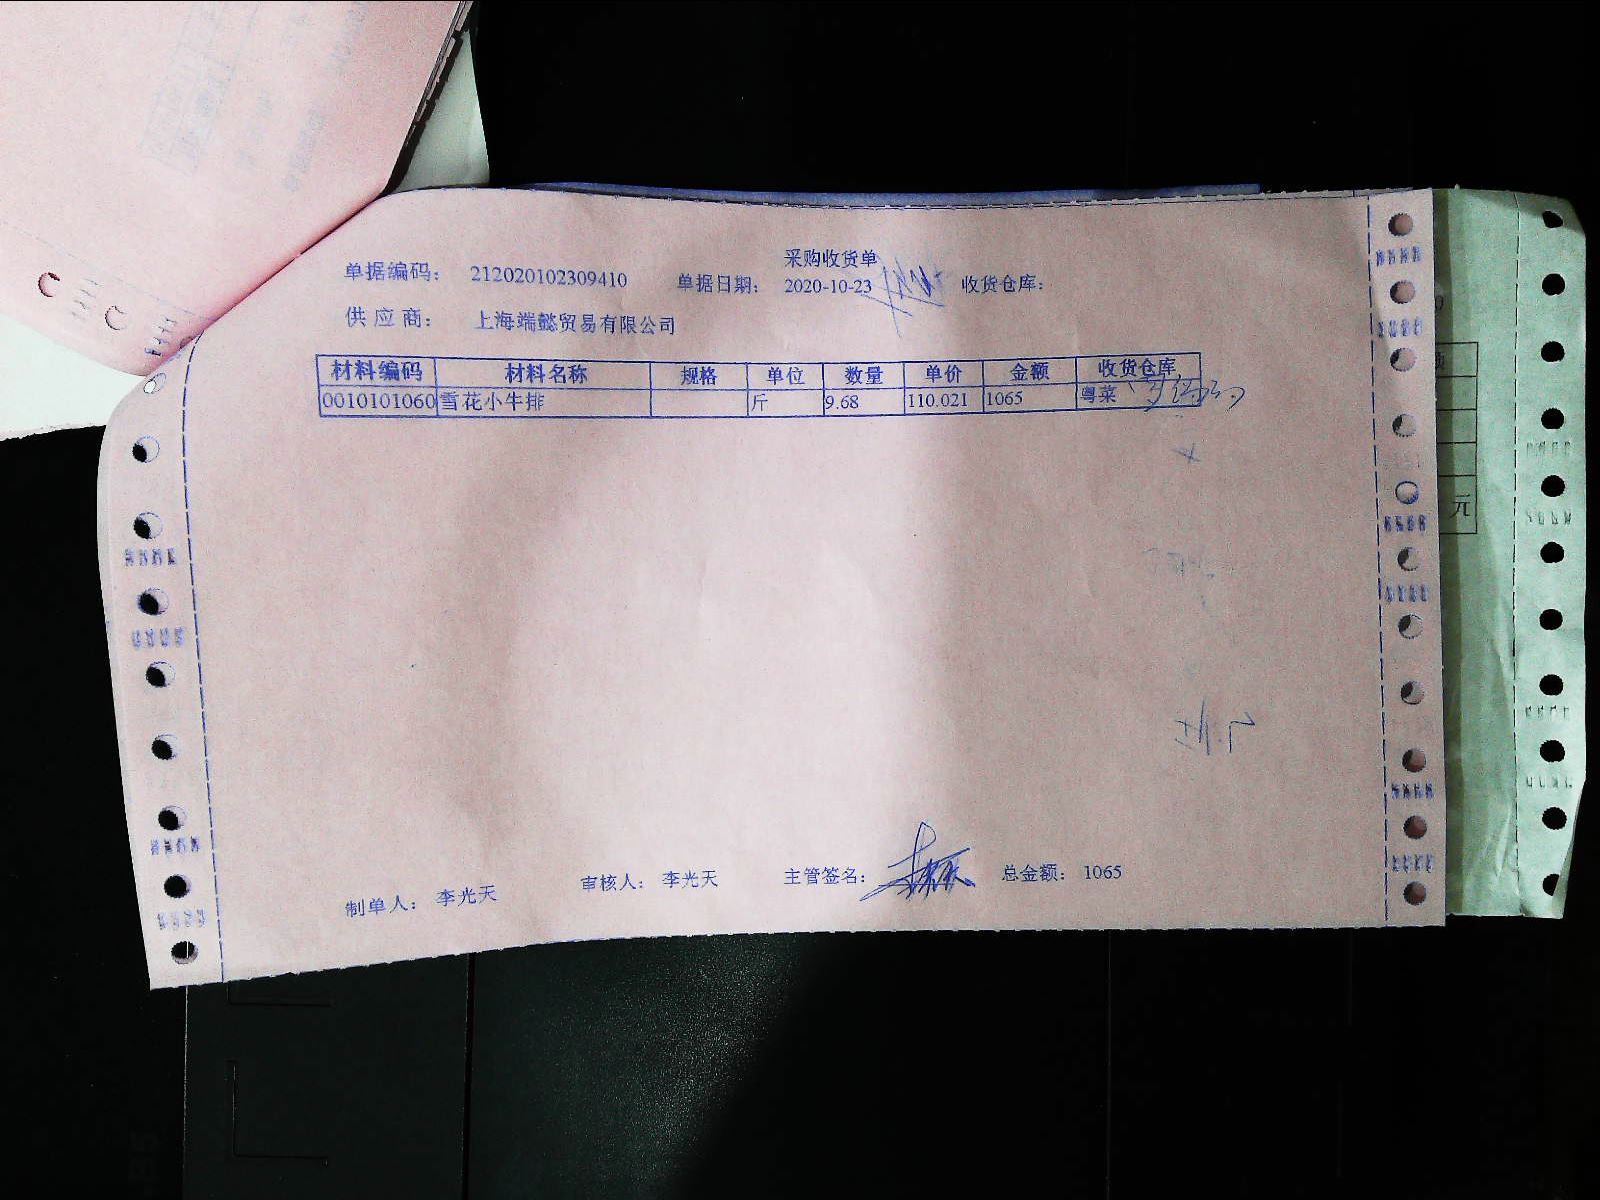 采购收货单
单据编码: 212020102309410 单据日期: 2020-10-23 收货仓库:
供应商: 上海端懿贸易有限公司
材料编码 材料名称 规格 单位 数量 单价 金额 收货仓库
0010101060 雪花小牛排 斤 9.68 110.021 1065 粤菜
元
制单人: 李光天 审核人: 李光天 主管签名: 总金额: 1065